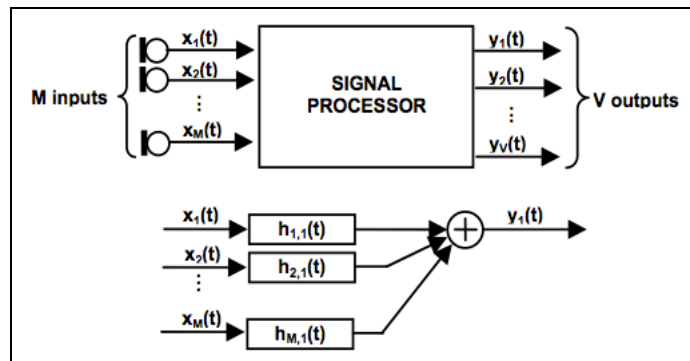 M inputs
x₁(t)
x₂(t)
⋮
x_M(t)
SIGNAL
PROCESSOR
y₁(t)
y₂(t)
⋮
y_V(t)
V outputs
x₁(t)
h₁,₁(t)
y₁(t)
x₂(t)
h₂,₁(t)
⋮
x_M(t)
h_M,₁(t)